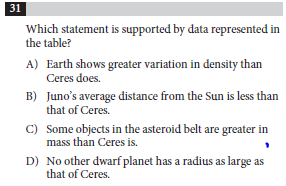 31
Which statement is supported by data represented in
the table?
A) Earth shows greater variation in density than
Ceres does.
B) Juno's average distance from the Sun is less than
that of Ceres.
C) Some objects in the asteroid belt are greater in
mass than Ceres is.
D) No other dwarf planet has a radius as large as
that of Ceres.